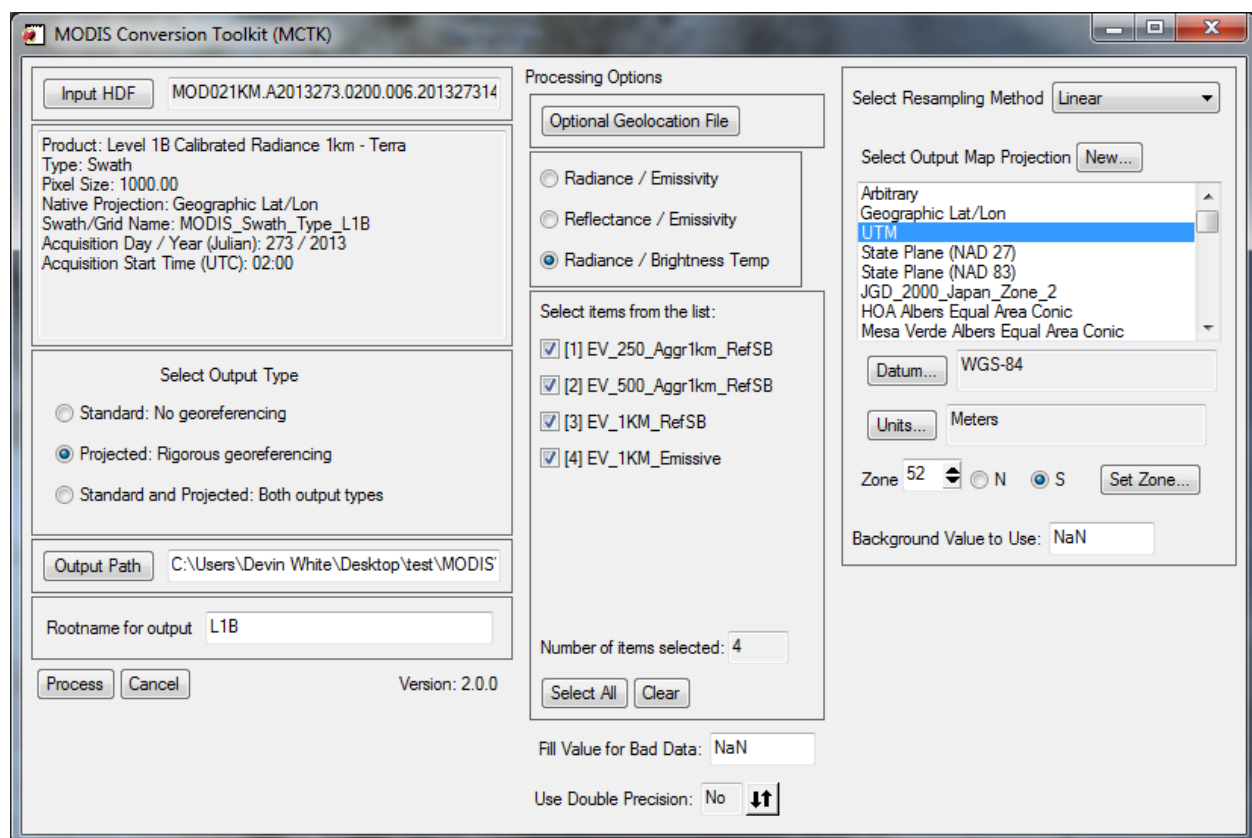 MODIS Conversion Toolkit (MCTK)
Input HDF
MOD021KM.A2013273.0200.006.201327314
Product: Level 1B Calibrated Radiance 1km - Terra
Type: Swath
Pixel Size: 1000.00
Native Projection: Geographic Lat/Lon
Swath/Grid Name: MODIS_Swath_Type_L1B
Acquisition Day / Year (Julian): 273 / 2013
Acquisition Start Time (UTC): 02:00
Select Output Type
Standard: No georeferencing
Projected: Rigorous georeferencing
Standard and Projected: Both output types
Output Path
C:\Users\Devin White\Desktop\test\MODIS
Rootname for output
L1B
Process
Cancel
Version: 2.0.0
Processing Options
Optional Geolocation File
Radiance / Emissivity
Reflectance / Emissivity
Radiance / Brightness Temp
Select items from the list:
[1] EV_250_Aggr1km_RefSB
[2] EV_500_Aggr1km_RefSB
[3] EV_1KM_RefSB
[4] EV_1KM_Emissive
Number of items selected: 4
Select All
Clear
Fill Value for Bad Data: NaN
Use Double Precision: No
Select Resampling Method
Linear
Select Output Map Projection
New...
Arbitrary
Geographic Lat/Lon
UTM
State Plane (NAD 27)
State Plane (NAD 83)
JGD_2000_Japan_Zone_2
HOA Albers Equal Area Conic
Mesa Verde Albers Equal Area Conic
Datum...
WGS-84
Units...
Meters
Zone 52
N
S
Set Zone...
Background Value to Use: NaN